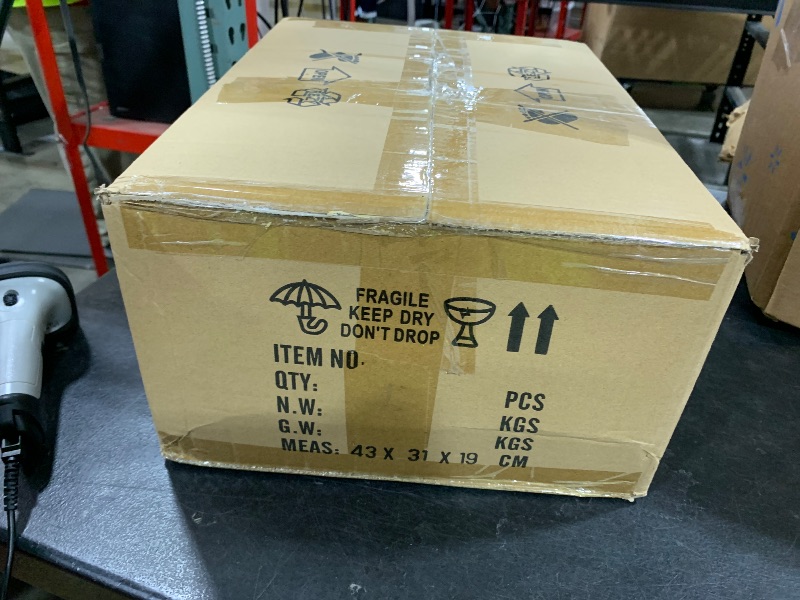 FRAGILE
KEEP DRY
DON'T DROP
ITEM NO.
QTY: PCS
N.W: KGS
G.W: KGS
MEAS: 43 X 31 X 19 CM